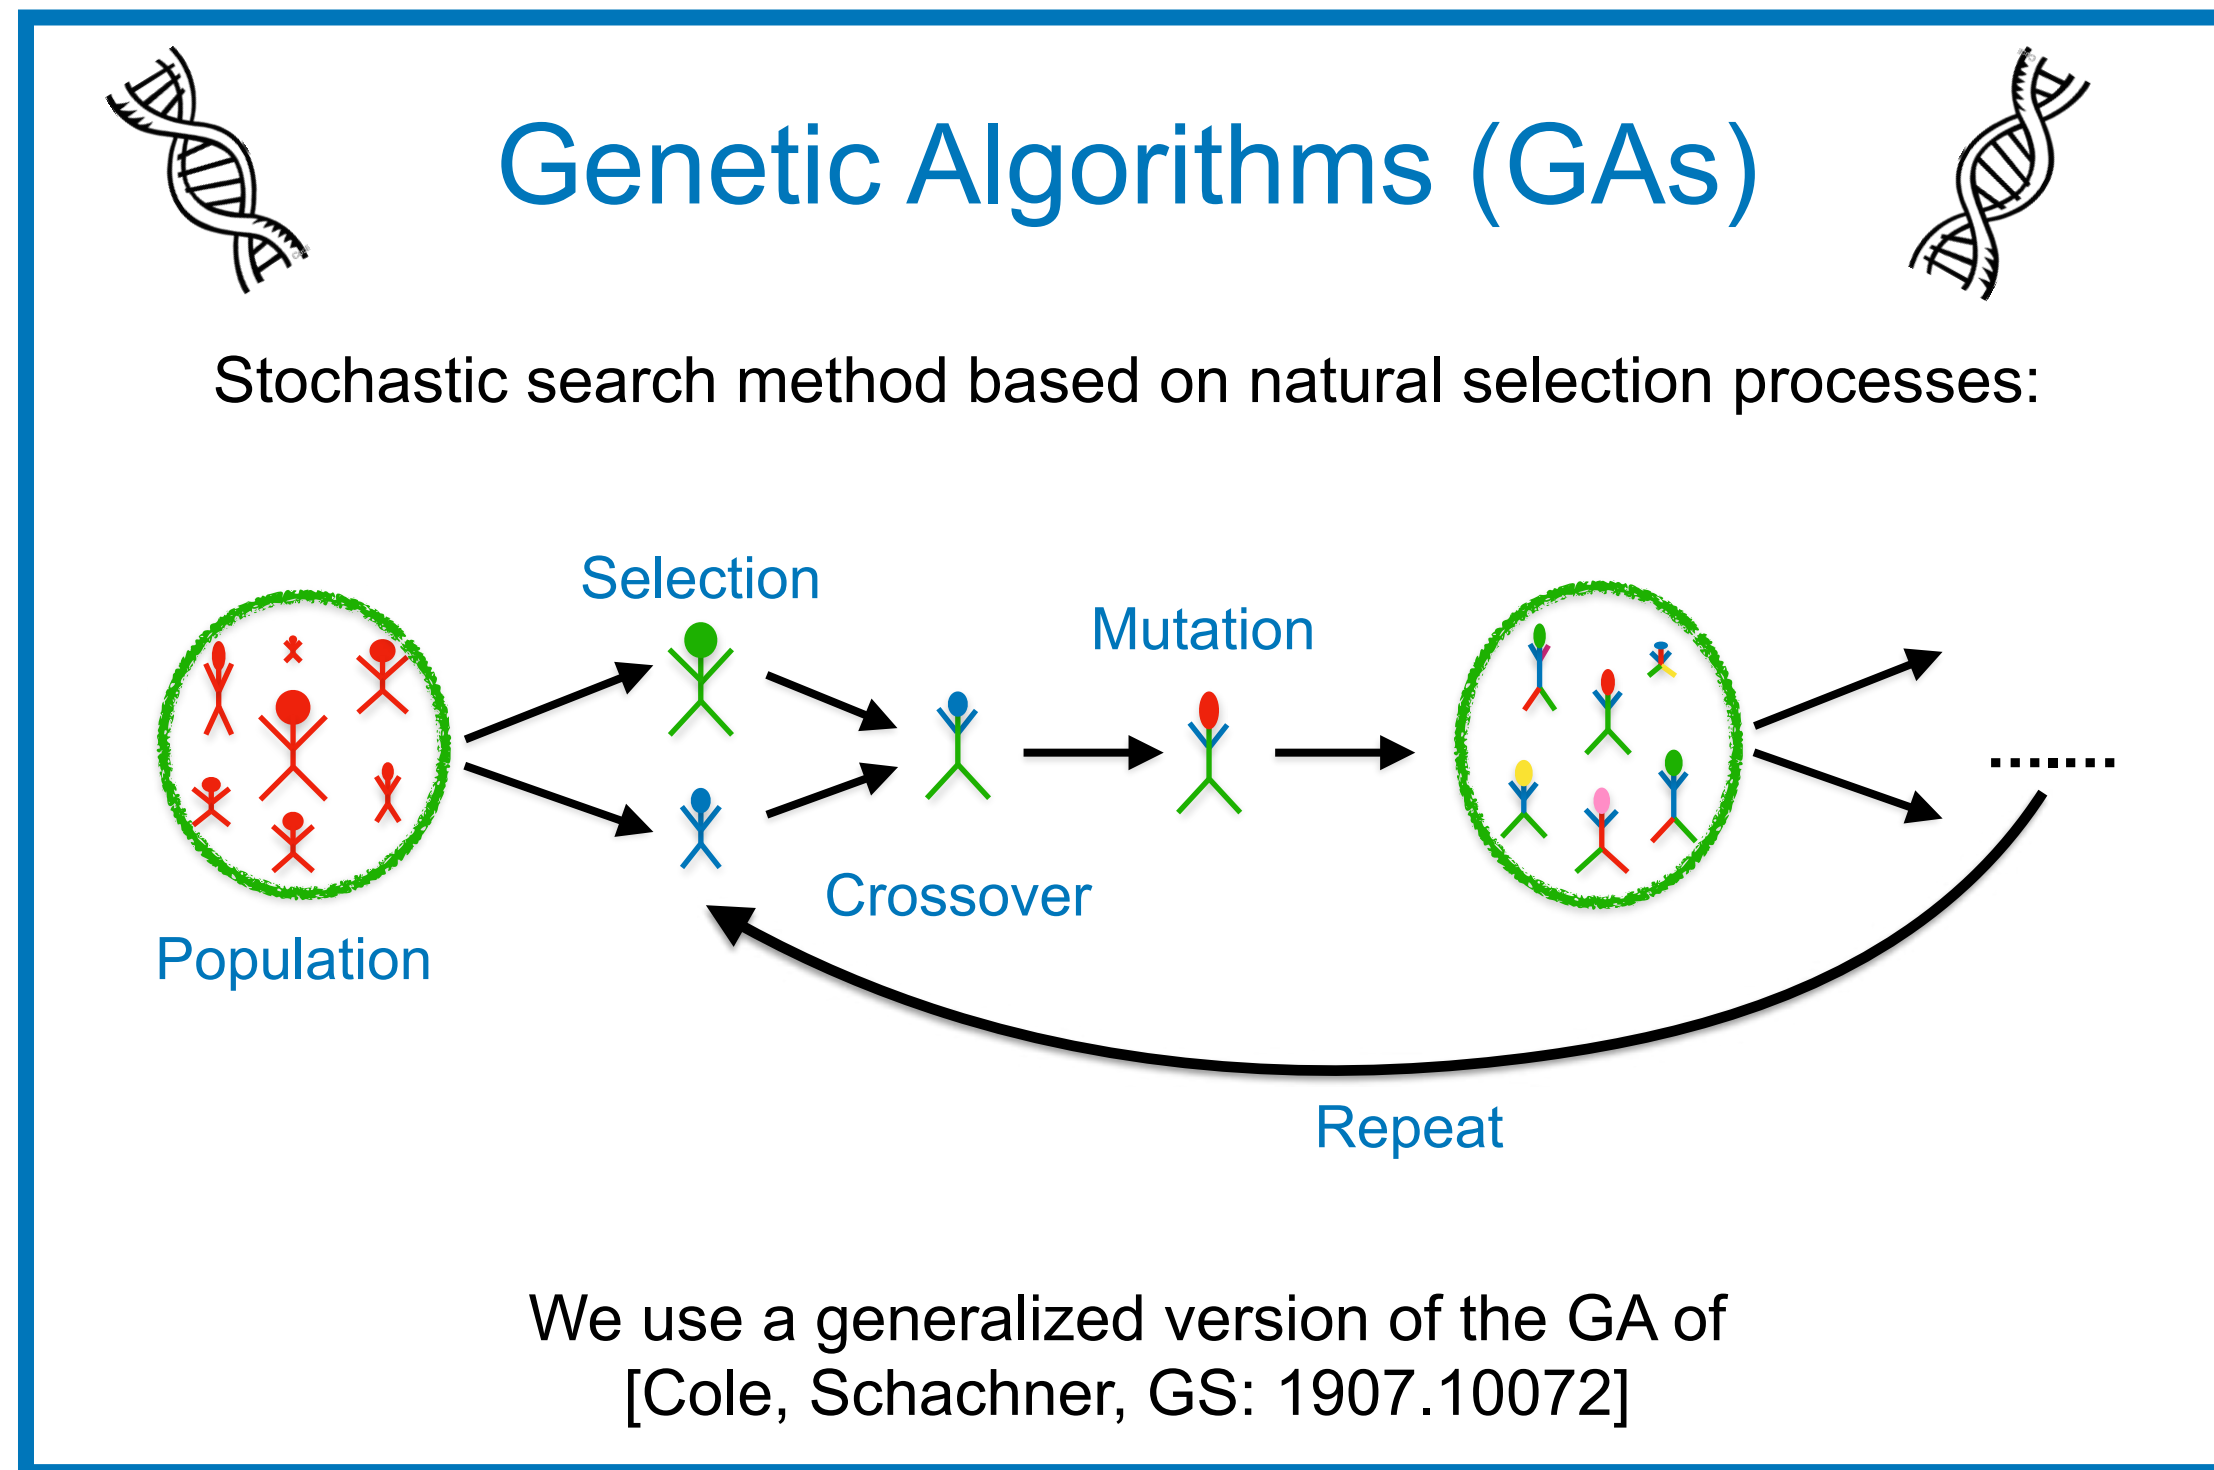 Genetic Algorithms (GAs)
Stochastic search method based on natural selection processes:
Selection
Mutation
Crossover
Population
Repeat
We use a generalized version of the GA of
[Cole, Schachner, GS: 1907.10072]